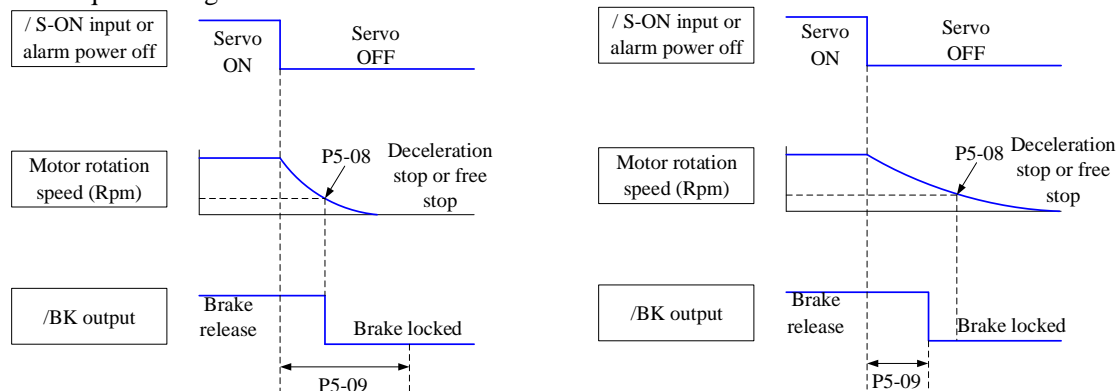 / S-ON input or
alarm power off
Servo
ON
Servo
OFF
Motor rotation
speed (Rpm)
P5-08
Deceleration
stop or free
stop
/BK output
Brake
release
Brake locked
P5-09
/ S-ON input or
alarm power off
Servo
ON
Servo
OFF
Motor rotation
speed (Rpm)
P5-08
Deceleration
stop or free
stop
/BK output
Brake
release
Brake locked
P5-09